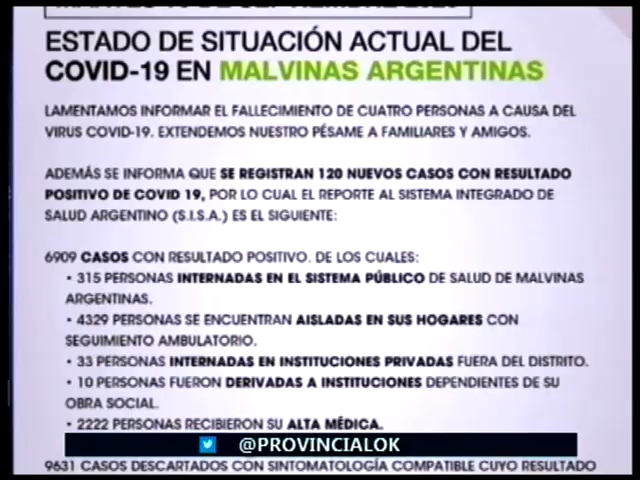 ESTADO DE SITUACIÓN ACTUAL DEL
COVID-19 EN MALVINAS ARGENTINAS
LAMENTAMOS INFORMAR EL FALLECIMIENTO DE CUATRO PERSONAS A CAUSA DEL
VIRUS COVID-19. EXTENDEMOS NUESTRO PÉSAME A FAMILIARES Y AMIGOS.
ADEMÁS SE INFORMA QUE SE REGISTRAN 120 NUEVOS CASOS CON RESULTADO
POSITIVO DE COVID 19, POR LO CUAL EL REPORTE AL SISTEMA INTEGRADO DE
SALUD ARGENTINO (S.I.S.A.) ES EL SIGUIENTE:
6909 CASOS CON RESULTADO POSITIVO. DE LOS CUALES:
• 315 PERSONAS INTERNADAS EN EL SISTEMA PÚBLICO DE SALUD DE MALVINAS
ARGENTINAS.
• 4329 PERSONAS SE ENCUENTRAN AISLADAS EN SUS HOGARES CON
SEGUIMIENTO AMBULATORIO.
• 33 PERSONAS INTERNADAS EN INSTITUCIONES PRIVADAS FUERA DEL DISTRITO.
• 10 PERSONAS FUERON DERIVADAS A INSTITUCIONES DEPENDIENTES DE SU
OBRA SOCIAL.
• 2222 PERSONAS RECIBIERON SU ALTA MÉDICA.
@PROVINCIALOK
9631 CASOS DESCARTADOS CON SINTOMATOLOGÍA COMPATIBLE CUYO RESULTADO